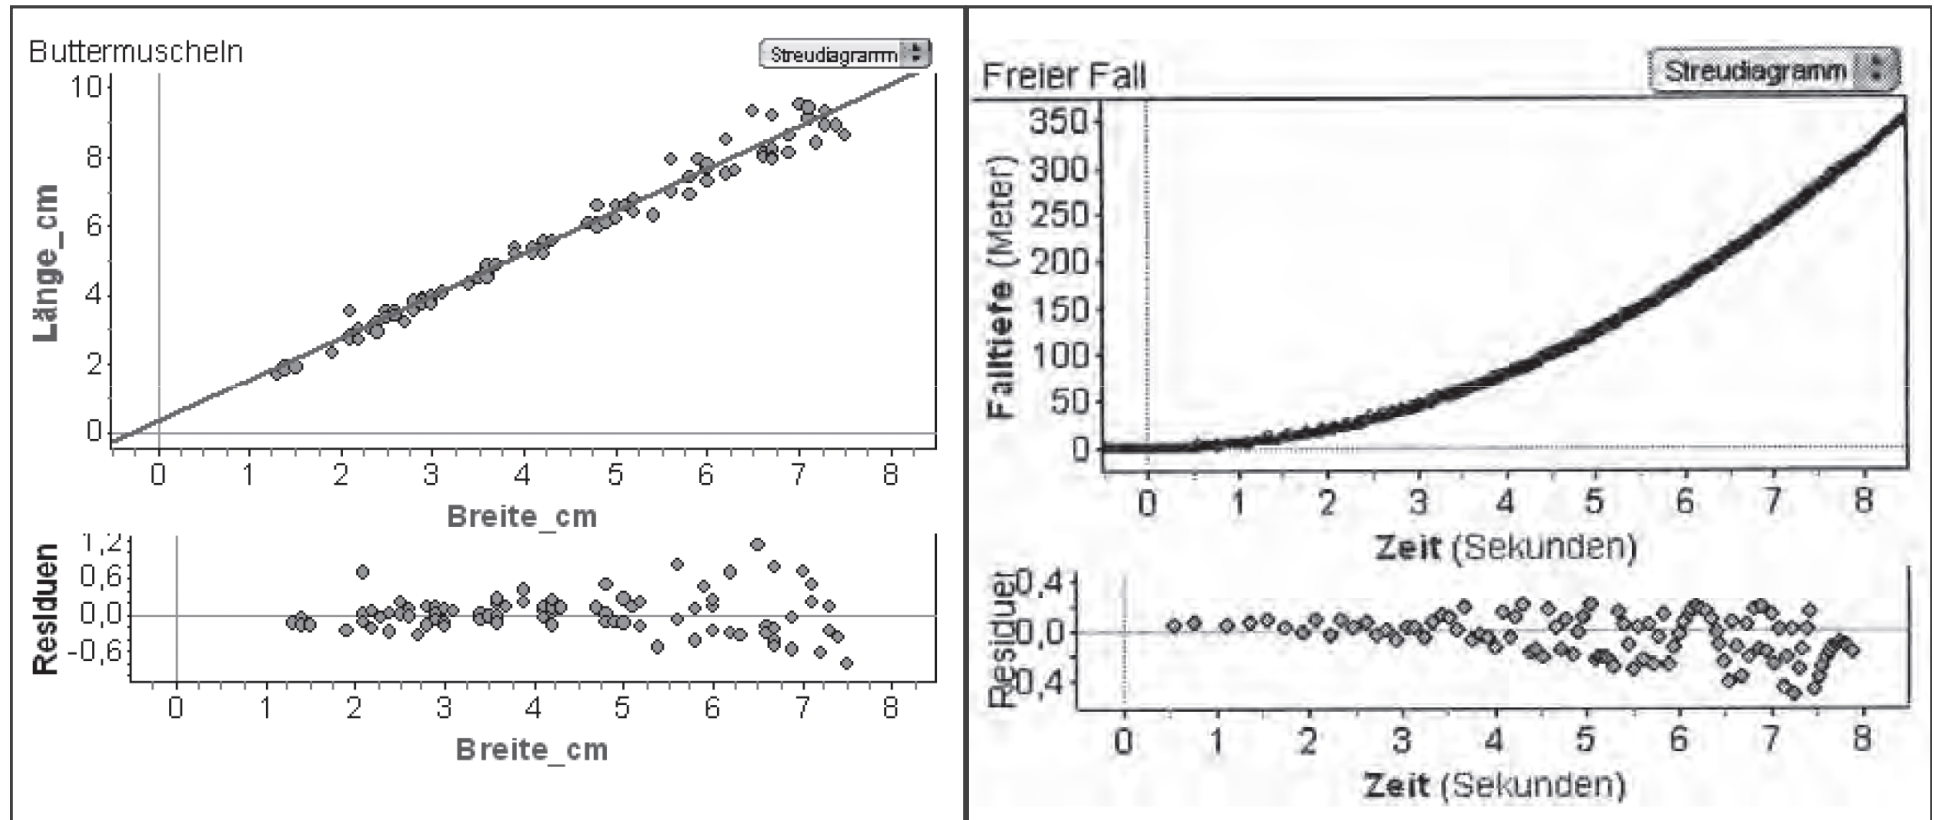 Buttermuscheln
Streudiagramm
10
8
6
4
2
0
Länge_cm
0 1 2 3 4 5 6 7 8
Breite_cm
1,2
0,6
0,0
-0,6
Residuen
0 1 2 3 4 5 6 7 8
Breite_cm
Freier Fall
Streudiagramm
350
300
250
200
150
100
50
0
Falltiefe (Meter)
0 1 2 3 4 5 6 7 8
Zeit (Sekunden)
0,4
0,0
0,4
Residuen
0 1 2 3 4 5 6 7 8
Zeit (Sekunden)